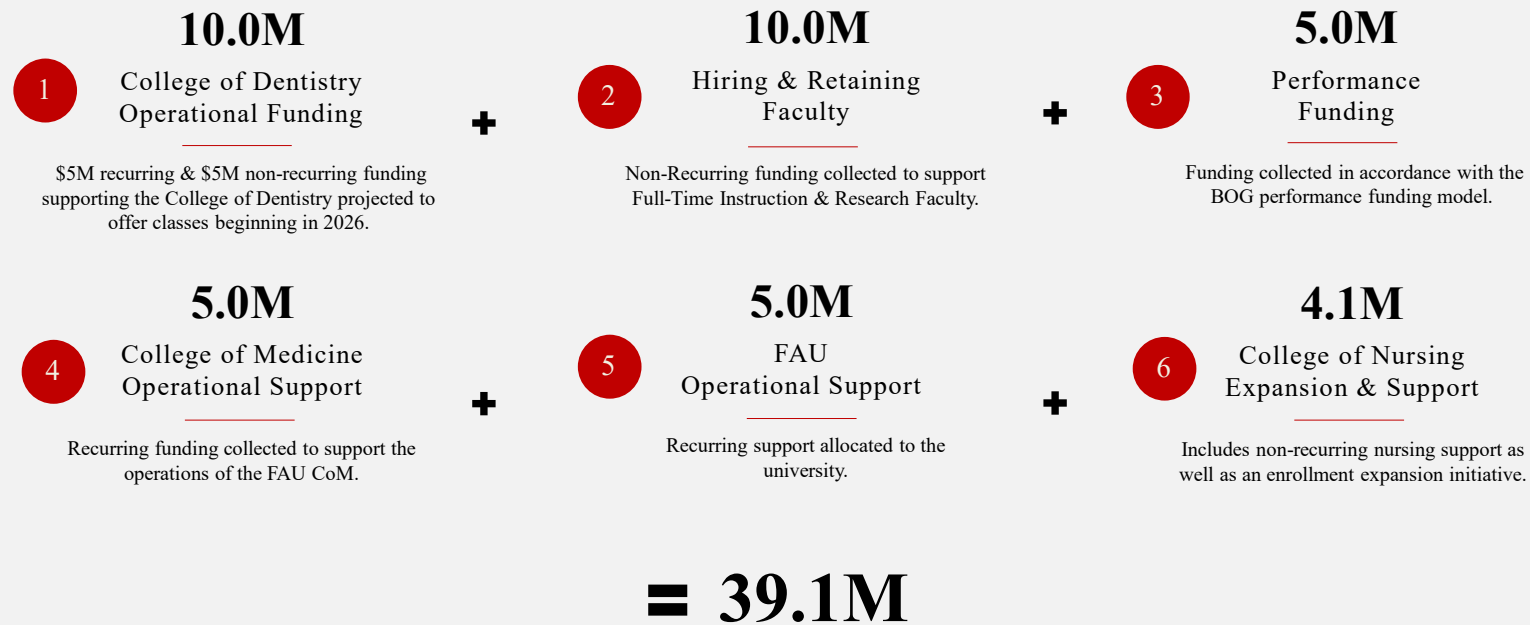 10.0M
1
College of Dentistry
Operational Funding
$5M recurring & $5M non-recurring funding
supporting the College of Dentistry projected to
offer classes beginning in 2026.
+
10.0M
2
Hiring & Retaining
Faculty
Non-Recurring funding collected to support
Full-Time Instruction & Research Faculty.
+
5.0M
3
Performance
Funding
Funding collected in accordance with the
BOG performance funding model.
5.0M
4
College of Medicine
Operational Support
Recurring funding collected to support the
operations of the FAU CoM.
+
5.0M
5
FAU
Operational Support
Recurring support allocated to the
university.
+
4.1M
6
College of Nursing
Expansion & Support
Includes non-recurring nursing support as
well as an enrollment expansion initiative.
= 39.1M